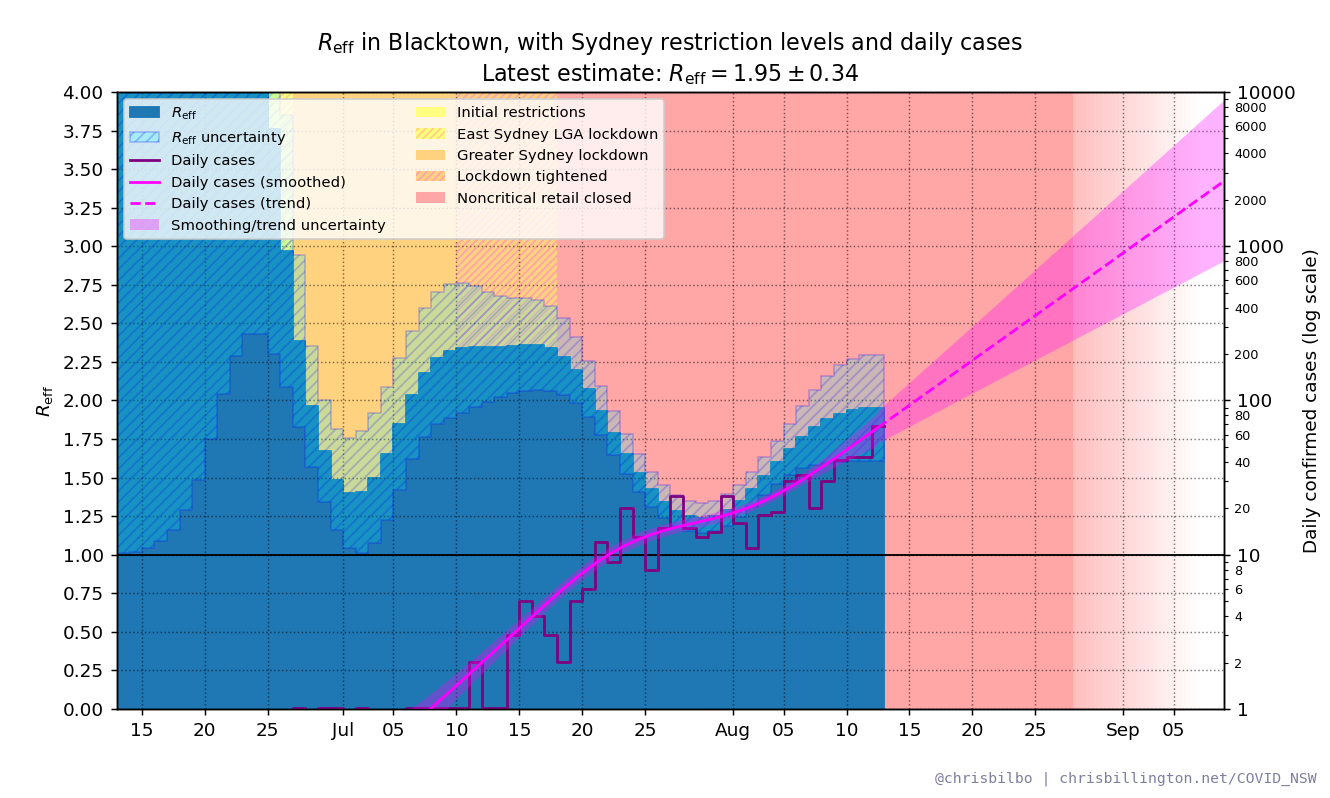 Reff in Blacktown, with Sydney restriction levels and daily cases
Latest estimate: Reff = 1.95 ± 0.34
Reff
Reff uncertainty
Daily cases
Daily cases (smoothed)
Daily cases (trend)
Smoothing/trend uncertainty
Initial restrictions
East Sydney LGA lockdown
Greater Sydney lockdown
Lockdown tightened
Noncritical retail closed
Reff
4.00
3.75
3.50
3.25
3.00
2.75
2.50
2.25
2.00
1.75
1.50
1.25
1.00
0.75
0.50
0.25
0.00
10000
8000
6000
4000
2000
1000
800
600
400
200
100
80
60
40
20
10
8
6
4
2
1
Daily confirmed cases (log scale)
15 20 25 Jul 05 10 15 20 25 Aug 05 10 15 20 25 Sep 05
@chrisbilbo | chrisbillington.net/COVID_NSW